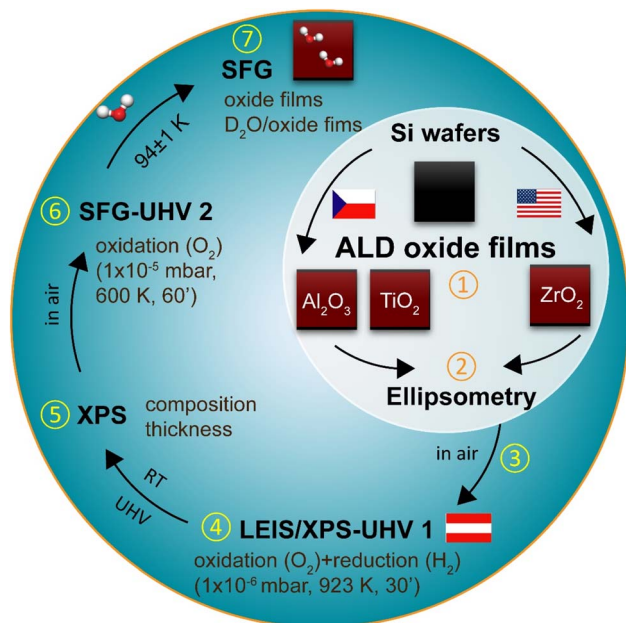 ⑦
SFG
oxide films
D₂O/oxide fims
94±1 K
Si wafers
ALD oxide films
①
Al₂O₃
TiO₂
ZrO₂
②
Ellipsometry
in air
③
④ LEIS/XPS-UHV 1
oxidation (O₂)+reduction (H₂)
(1x10⁻⁶ mbar, 923 K, 30’)
RT
UHV
⑤ XPS
composition
thickness
in air
⑥ SFG-UHV 2
oxidation (O₂)
(1x10⁻⁵ mbar,
600 K, 60’)